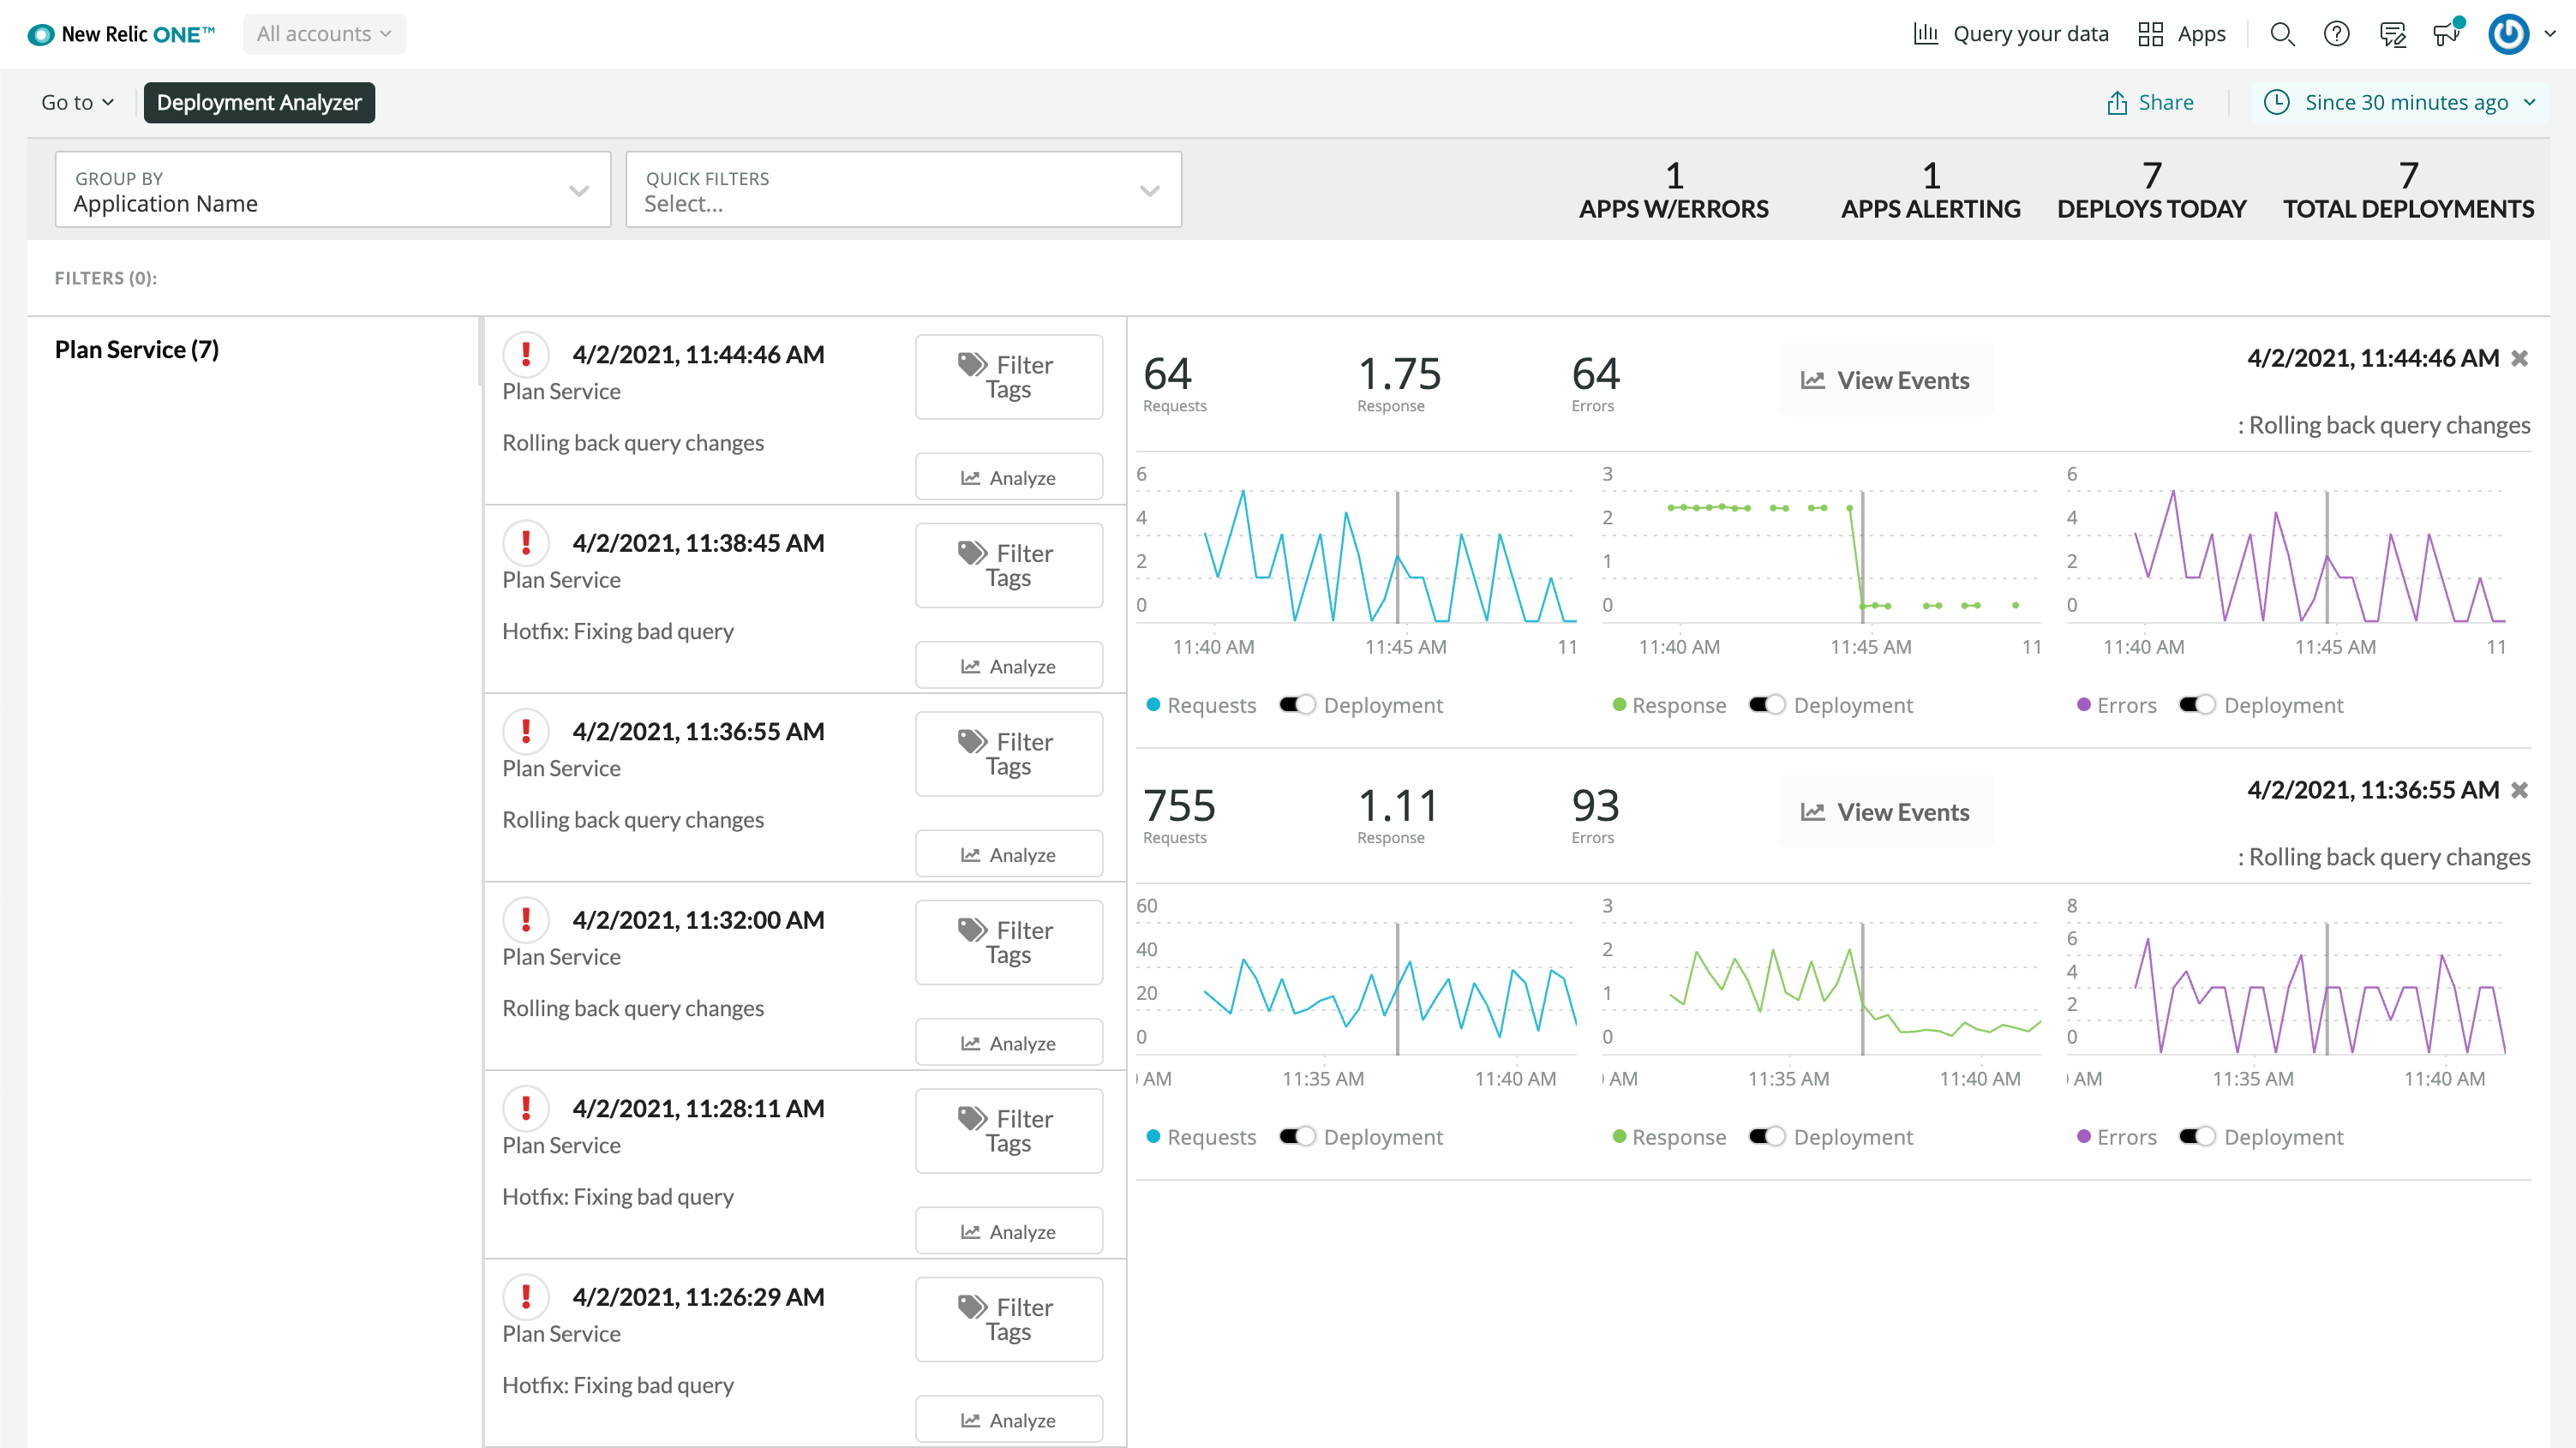 New Relic ONE™
All accounts
Query your data
Apps
Go to
Deployment Analyzer
Share
Since 30 minutes ago
GROUP BY
Application Name
QUICK FILTERS
Select...
1
APPS W/ERRORS
1
APPS ALERTING
7
DEPLOYS TODAY
7
TOTAL DEPLOYMENTS
FILTERS (0):
Plan Service (7)
4/2/2021, 11:44:46 AM
Plan Service
Rolling back query changes
Filter
Tags
Analyze
4/2/2021, 11:38:45 AM
Plan Service
Hotfix: Fixing bad query
Filter
Tags
Analyze
4/2/2021, 11:36:55 AM
Plan Service
Rolling back query changes
Filter
Tags
Analyze
4/2/2021, 11:32:00 AM
Plan Service
Rolling back query changes
Filter
Tags
Analyze
4/2/2021, 11:28:11 AM
Plan Service
Hotfix: Fixing bad query
Filter
Tags
Analyze
4/2/2021, 11:26:29 AM
Plan Service
Hotfix: Fixing bad query
Filter
Tags
Analyze
64
Requests
1.75
Response
64
Errors
View Events
4/2/2021, 11:44:46 AM
: Rolling back query changes
6
4
2
0
11:40 AM 11:45 AM 11
Requests Deployment
3
2
1
0
11:40 AM 11:45 AM 11
Response Deployment
6
4
2
0
11:40 AM 11:45 AM 11
Errors Deployment
755
Requests
1.11
Response
93
Errors
View Events
4/2/2021, 11:36:55 AM
: Rolling back query changes
60
40
20
0
AM 11:35 AM 11:40 AM
Requests Deployment
3
2
1
0
AM 11:35 AM 11:40 AM
Response Deployment
8
6
4
2
0
AM 11:35 AM 11:40 AM
Errors Deployment